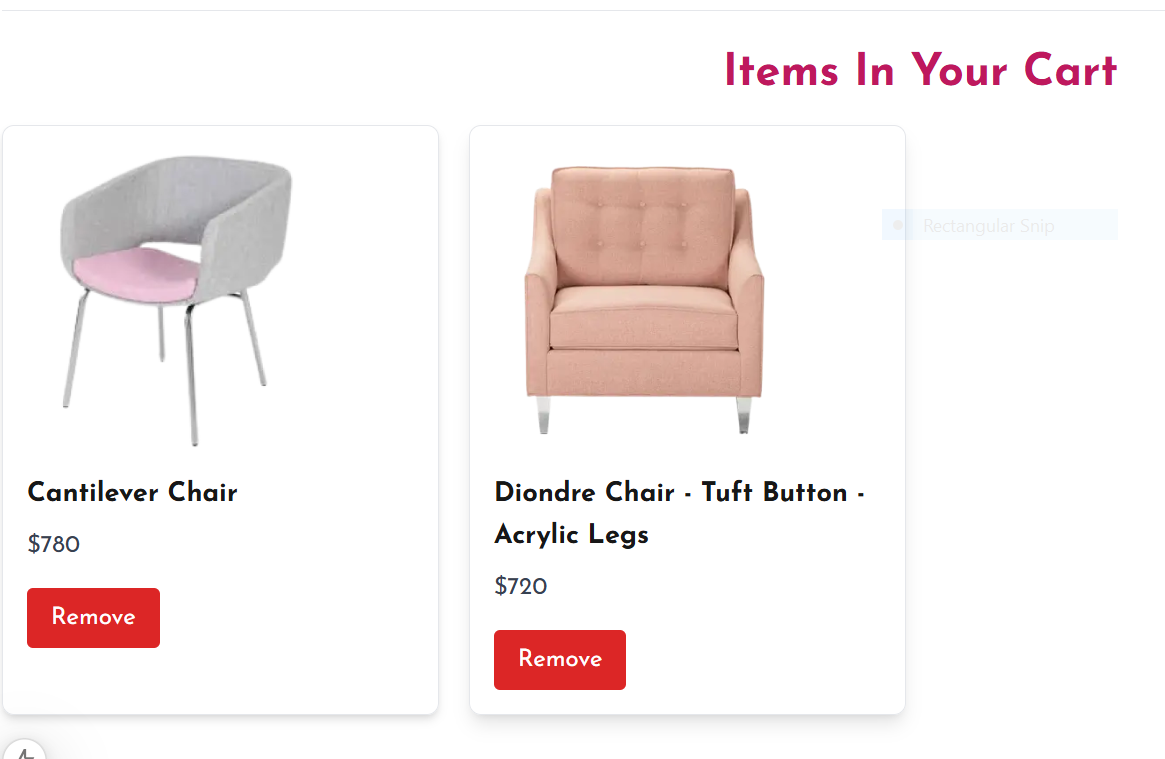 Items In Your Cart
Rectangular Snip
Cantilever Chair
$780
Remove
Diondre Chair - Tuft Button -
Acrylic Legs
$720
Remove